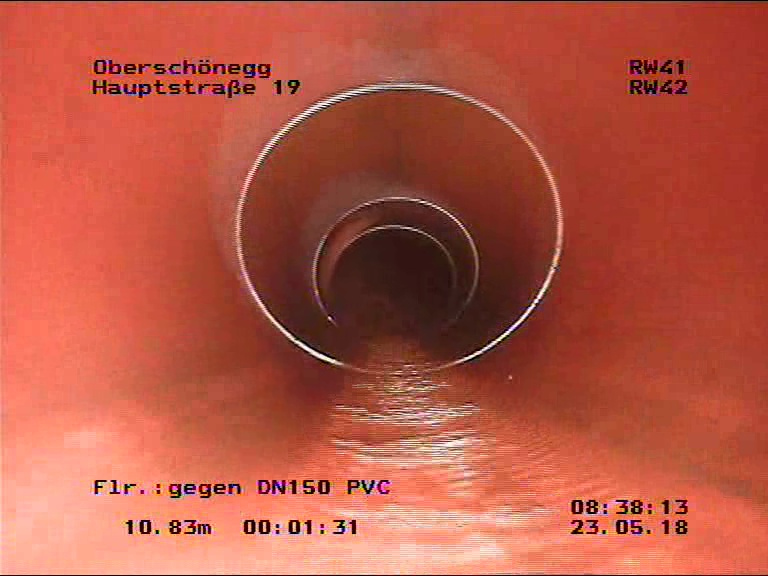 Oberschönegg
Hauptstraße 19
RW41
RW42
Flr.:gegen DN150 PVC
10.83m 00:01:31
08:38:13
23.05.18